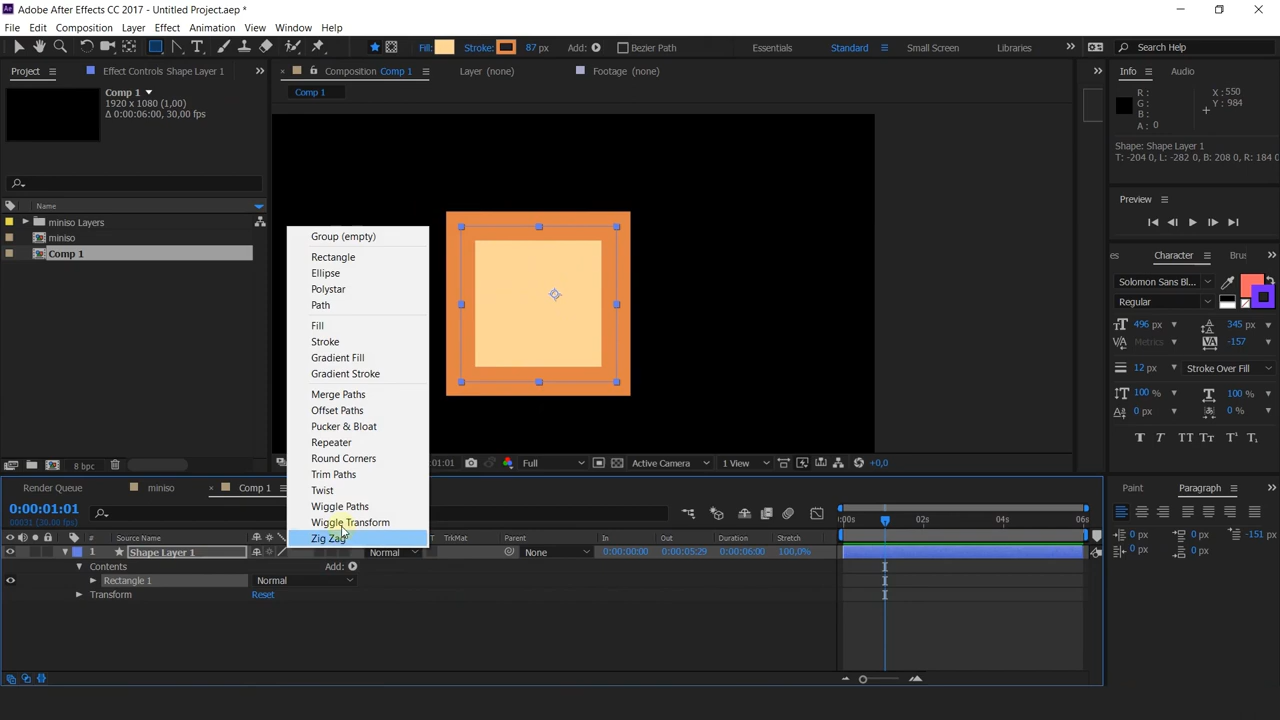 Adobe After Effects CC 2017 - Untitled Project.aep *
File Edit Composition Layer Effect Animation View Window Help
Fill: Stroke: 87 px Add: Bezier Path Essentials Standard Small Screen Libraries Search Help
Project Effect Controls Shape Layer 1 Composition Comp 1 Layer (none) Footage (none) Info Audio
Comp 1
1920 x 1080 (1,00)
Δ 0:00:06:00, 30,00 fps
Comp 1
R :
G :
B :
A : 0
X : 550
Y : 984
Shape: Shape Layer 1
T: -204 0, L: -282 0, B: 208 0, R: 184 0
Preview
Name
miniso Layers
miniso
Comp 1
Group (empty)
Rectangle
Ellipse
Polystar
Path
Fill
Stroke
Gradient Fill
Gradient Stroke
Merge Paths
Offset Paths
Pucker & Bloat
Repeater
Round Corners
Trim Paths
Twist
Wiggle Paths
Wiggle Transform
Zig Zag
es Character Brus
Solomon Sans Bl...
Regular
496 px 345 px
Metrics -157
12 px Stroke Over Fill
100 % 100 %
0 px 0 %
T T TT Tr T¹ T₁
8 bpc :01:01 Full Active Camera 1 View +0,0
Render Queue miniso Comp 1
0:00:01:01
00031 (30.00 fps)
# Source Name T TrkMat Parent In Out Duration Stretch
1 Shape Layer 1 Normal None 0:00:00:00 0:00:05:29 0:00:06:00 100,0%
Contents Add:
Rectangle 1 Normal
Transform Reset
:00s 02s 04s 06s
Paint Paragraph
0 px 0 px -151 px
0 px 0 px